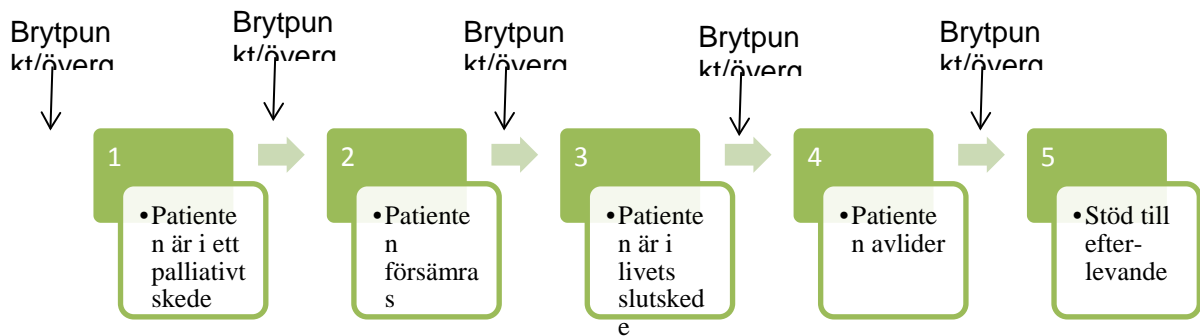 Brytpun
kt/överg
Brytpun
kt/överg
Brytpun
kt/överg
Brytpun
kt/överg
Brytpun
kt/överg
1
•Patiente
n är i ett
palliativt
skede
2
•Patiente
n
försämra
s
3
•Patiente
n är i
livets
slutsked
e
4
•Patiente
n avlider
5
•Stöd till
efter-
levande